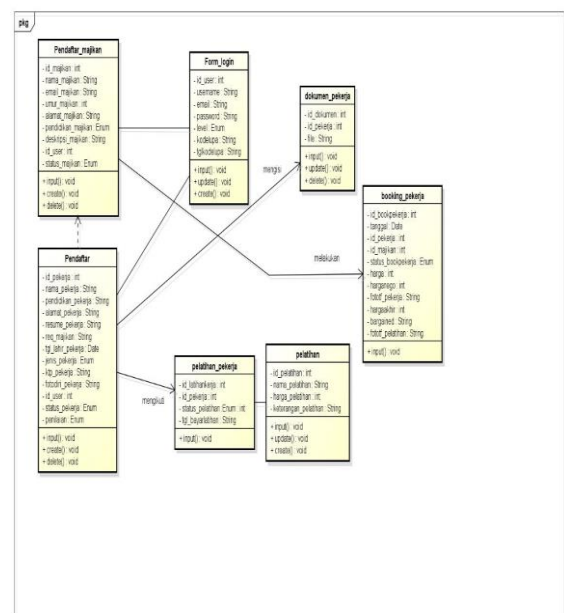 pkg
Pendaftar_majikan
- id_majikan : int
- nama_majikan : String
- email_majikan : String
- umur_majikan : int
- alamat_majikan : String
- pendidikan_majikan : Enum
- deskripsi_majikan : String
- id_user : int
- status_majikan : Enum
+ input() : void
+ create() : void
+ delete() : void
Form_login
- id_user : int
- username : String
- email : String
- password : String
- level : Enum
- kodelupa : String
- tglkodelupa : String
+ input() : void
+ update() : void
+ create() : void
dokumen_pekerja
- id_dokumen : int
- id_pekerja : int
- file : String
+ input() : void
+ update() : void
+ delete() : void
mengisi
booking_pekerja
- id_bookpekerja : int
- tanggal : Date
- id_pekerja : int
- id_majikan : int
- status_bookpekerja : Enum
- harga : int
- harganego : int
- fototf_pekerja : String
- hargaakhir : int
- bargained : String
- fototf_pelatihan : String
+ input() : void
melakukan
Pendaftar
- id_pekerja : int
- nama_pekerja : String
- pendidikan_pekerja : String
- alamat_pekerja : String
- resume_pekerja : String
- req_majikan : String
- tgl_lahir_pekerja : Date
- jenis_pekerja : Enum
- ktp_pekerja : String
- fotodiri_pekerja : String
- id_user : int
- status_pekerja : Enum
- penilaian : Enum
+ input() : void
+ create() : void
+ delete() : void
mengikuti
pelatihan_pekerja
- id_latihankerja : int
- id_pekerja : int
- status_pelatihan : Enum : int
- tgl_bayarlatihan : String
+ input() : void
pelatihan
- id_pelatihan : int
- nama_pelatihan : String
- harga_pelatihan : int
- keterangan_pelatihan : String
+ input() : void
+ update() : void
+ create() : void